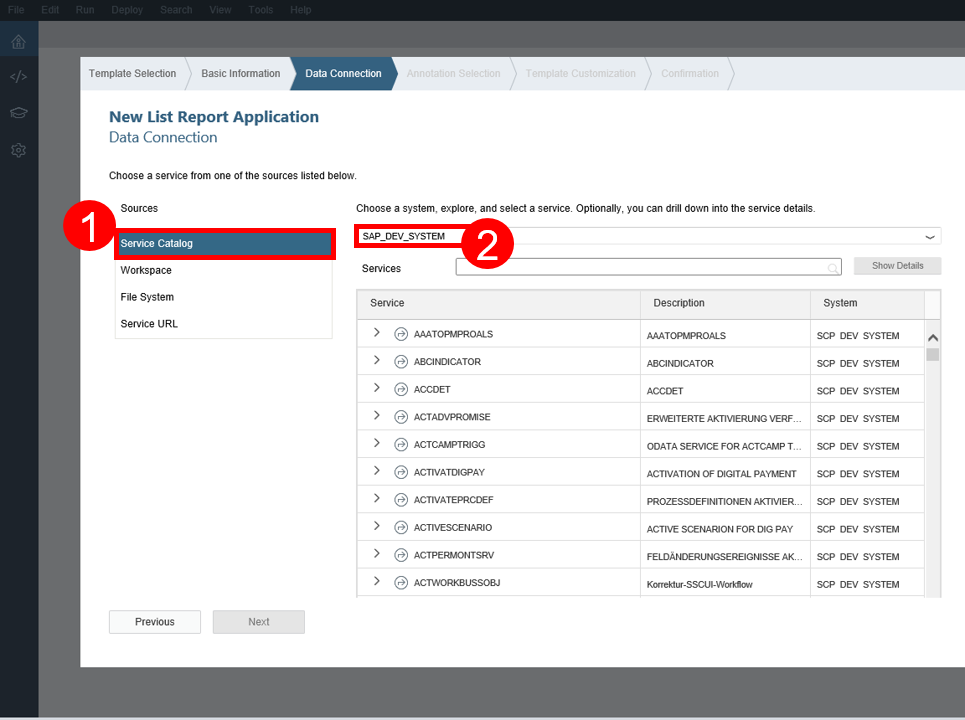 File Edit Run Deploy Search View Tools Help
Template Selection Basic Information Data Connection Annotation Selection Template Customization Confirmation
New List Report Application
Data Connection
Choose a service from one of the sources listed below.
1
Sources
Service Catalog
Workspace
File System
Service URL
Choose a system, explore, and select a service. Optionally, you can drill down into the service details.
SAP_DEV_SYSTEM
2
Services Show Details
Service Description System
AAATOPMPROALS AAATOPMPROALS SCP DEV SYSTEM
ABCINDICATOR ABCINDICATOR SCP DEV SYSTEM
ACCDET ACCDET SCP DEV SYSTEM
ACTADVPROMISE ERWEITERTE AKTIVIERUNG VERF... SCP DEV SYSTEM
ACTCAMPTRIGG ODATA SERVICE FOR ACTCAMP T... SCP DEV SYSTEM
ACTIVATDIGPAY ACTIVATION OF DIGITAL PAYMENT SCP DEV SYSTEM
ACTIVATEPRCDEF PROZESSDEFINITIONEN AKTIVIER... SCP DEV SYSTEM
ACTIVESCENARIO ACTIVE SCENARION FOR DIG PAY SCP DEV SYSTEM
ACTPERMONTSRV FELDÄNDERUNGSEREIGNISSE AK... SCP DEV SYSTEM
ACTWORKBUSSOBJ Korrektur-SSCUI-Workflow SCP DEV SYSTEM
Previous Next